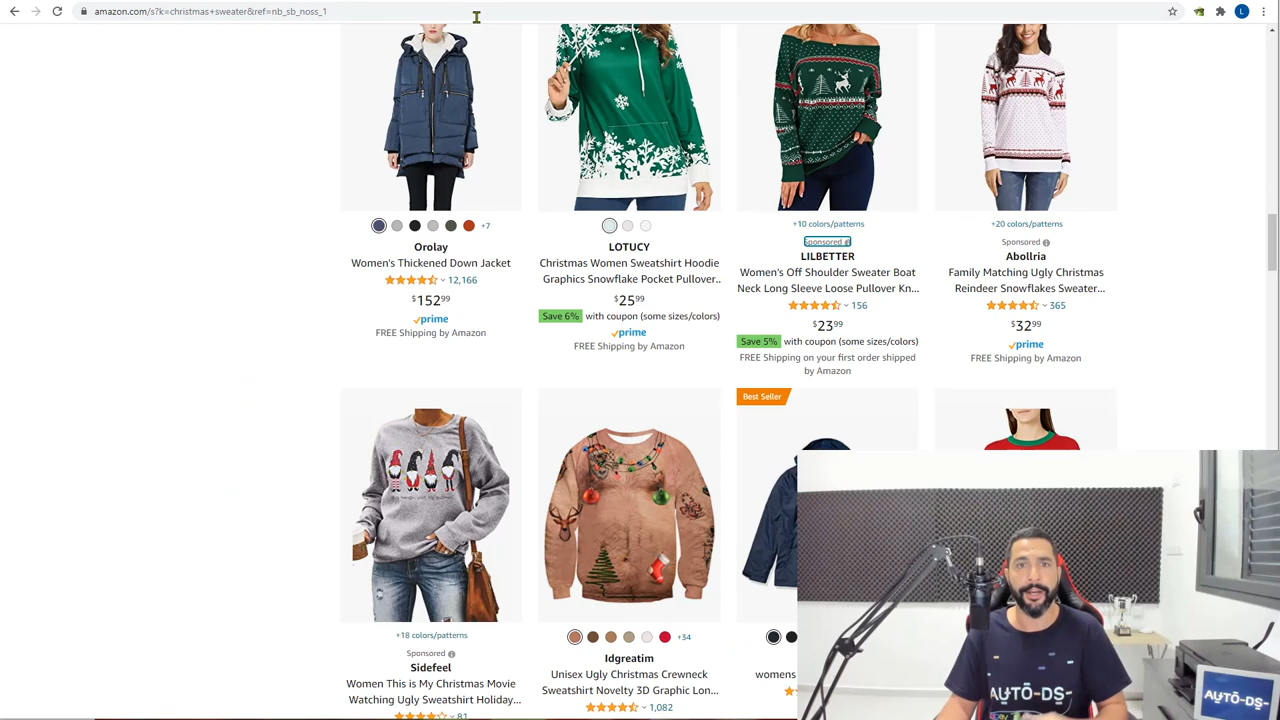 amazon.com/s?k=christmas+sweater&ref=nb_sb_noss_1
L
+7
Orolay
Women's Thickened Down Jacket
12,166
$152 99
prime
FREE Shipping by Amazon
LOTUCY
Christmas Women Sweatshirt Hoodie
Graphics Snowflake Pocket Pullover...
$25 99
Save 6% with coupon (some sizes/colors)
prime
FREE Shipping by Amazon
+10 colors/patterns
Sponsored
LILBETTER
Women's Off Shoulder Sweater Boat
Neck Long Sleeve Loose Pullover Kn...
156
$23 99
Save 5% with coupon (some sizes/colors)
FREE Shipping on your first order shipped
by Amazon
+20 colors/patterns
Sponsored
Abollria
Family Matching Ugly Christmas
Reindeer Snowflakes Sweater...
365
$32 99
prime
FREE Shipping by Amazon
+18 colors/patterns
Sponsored
Sidefeel
Women This is My Christmas Movie
Watching Ugly Sweatshirt Holiday...
81
+34
Idgreatim
Unisex Ugly Christmas Crewneck
Sweatshirt Novelty 3D Graphic Lon...
1,082
Best Seller
womens
AUTO-DS-
AUTO-DS-